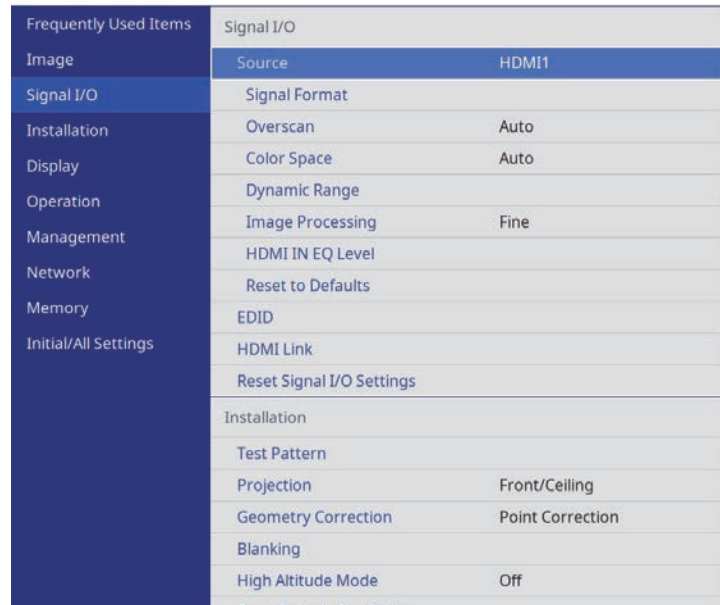 Frequently Used Items
Image
Signal I/O
Installation
Display
Operation
Management
Network
Memory
Initial/All Settings
Signal I/O
Source HDMI1
Signal Format
Overscan Auto
Color Space Auto
Dynamic Range
Image Processing Fine
HDMI IN EQ Level
Reset to Defaults
EDID
HDMI Link
Reset Signal I/O Settings
Installation
Test Pattern
Projection Front/Ceiling
Geometry Correction Point Correction
Blanking
High Altitude Mode Off